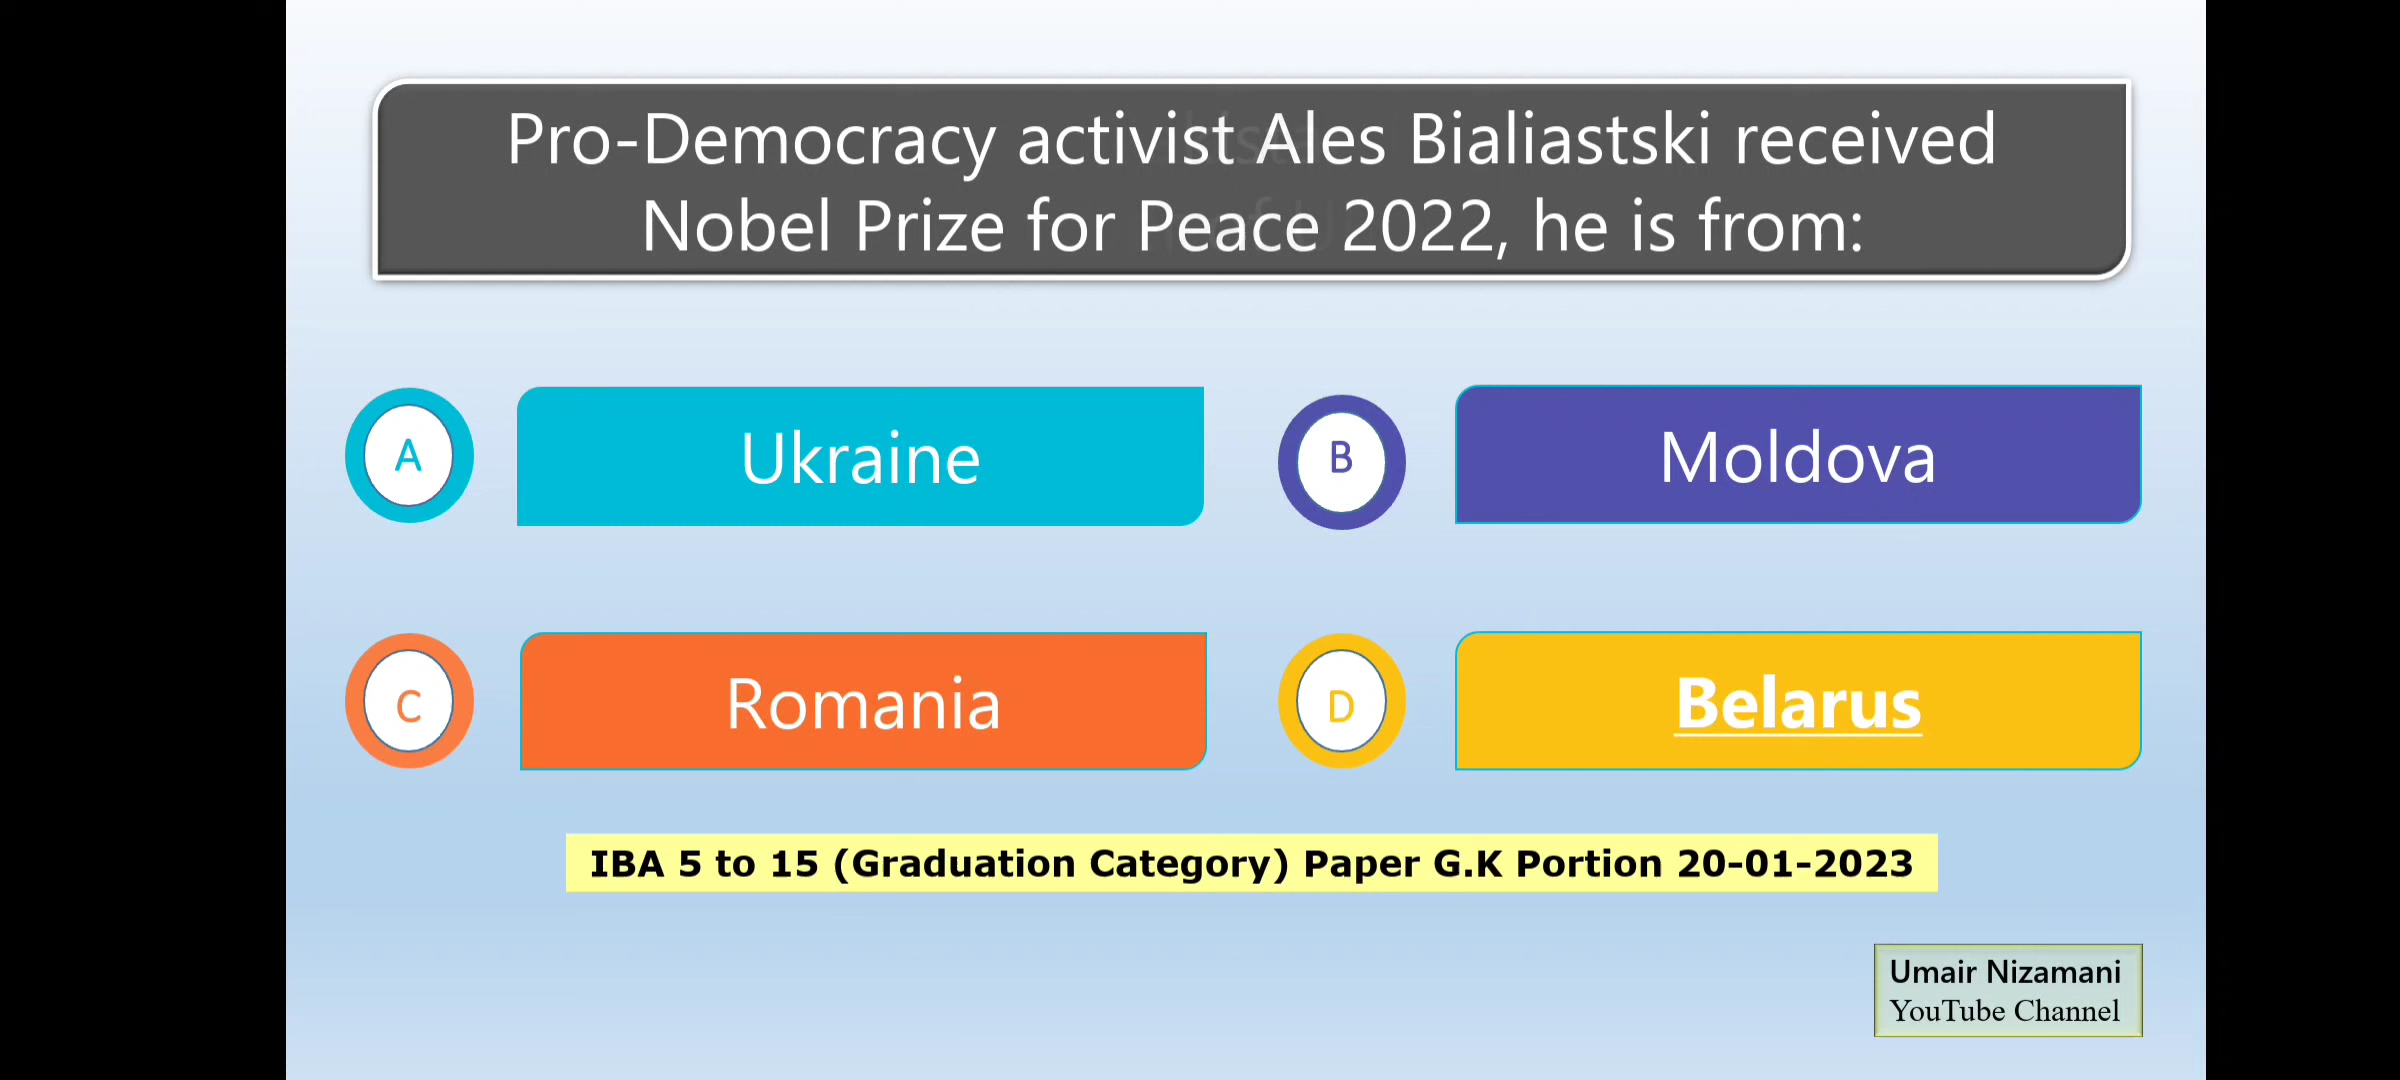 Pro-Democracy activist Ales Bialiastski received
Nobel Prize for Peace 2022, he is from:
A
Ukraine
B
Moldova
C
Romania
D
Belarus
IBA 5 to 15 (Graduation Category) Paper G.K Portion 20-01-2023
Umair Nizamani
YouTube Channel